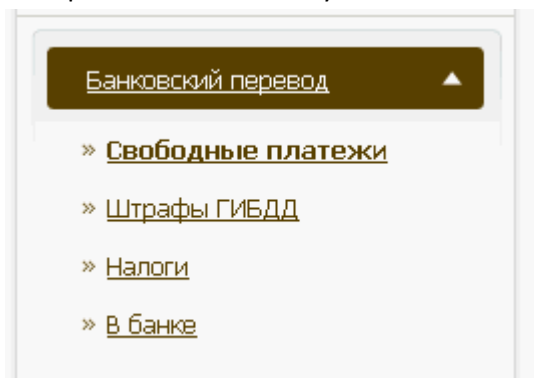 Банковский перевод
» Свободные платежи
» Штрафы ГИБДД
» Налоги
» В банке